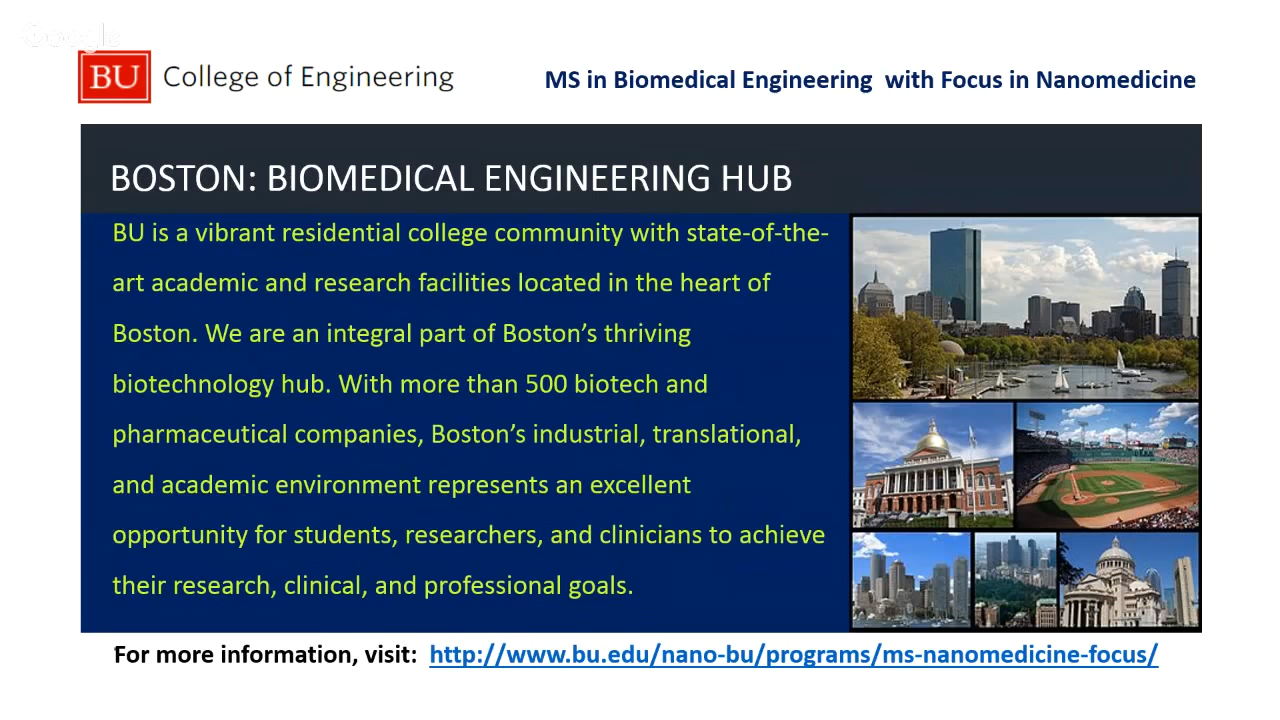 Google
BU College of Engineering
MS in Biomedical Engineering with Focus in Nanomedicine
BOSTON: BIOMEDICAL ENGINEERING HUB
BU is a vibrant residential college community with state-of-the-
art academic and research facilities located in the heart of
Boston. We are an integral part of Boston’s thriving
biotechnology hub. With more than 500 biotech and
pharmaceutical companies, Boston’s industrial, translational,
and academic environment represents an excellent
opportunity for students, researchers, and clinicians to achieve
their research, clinical, and professional goals.
For more information, visit: http://www.bu.edu/nano-bu/programs/ms-nanomedicine-focus/